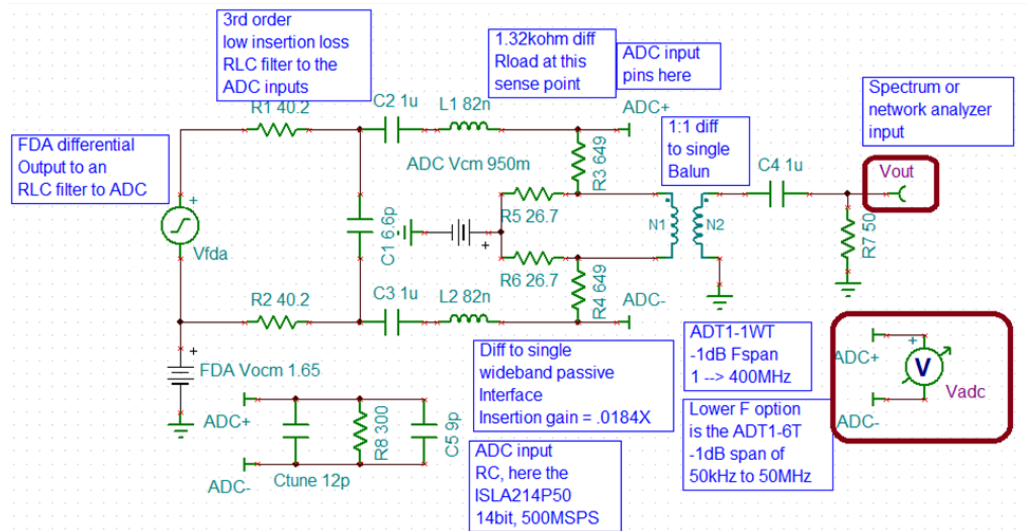 3rd order
low insertion loss
RLC filter to the
ADC inputs
1.32kohm diff
Rload at this
sense point
ADC input
pins here
Spectrum or
network analyzer
input
FDA differential
Output to an
RLC filter to ADC
R1 40.2
C2 1u
L1 82n
ADC+
ADC Vcm 950m
R3 649
1:1 diff
to single
Balun
C4 1u
Vout
+
Vfda
C1 6.6p
+
R5 26.7
R6 26.7
N1
N2
R7 50
R2 40.2
C3 1u
L2 82n
R4 649
ADC-
+
FDA Vocm 1.65
Diff to single
wideband passive
Interface
Insertion gain = .0184X
ADT1-1WT
-1dB Fspan
1 --> 400MHz
ADC+
+
V
Vadc
ADC-
ADC+
ADC-
Ctune 12p
R8 300
C5 9p
ADC input
RC, here the
ISLA214P50
14bit, 500MSPS
Lower F option
is the ADT1-6T
-1dB span of
50kHz to 50MHz